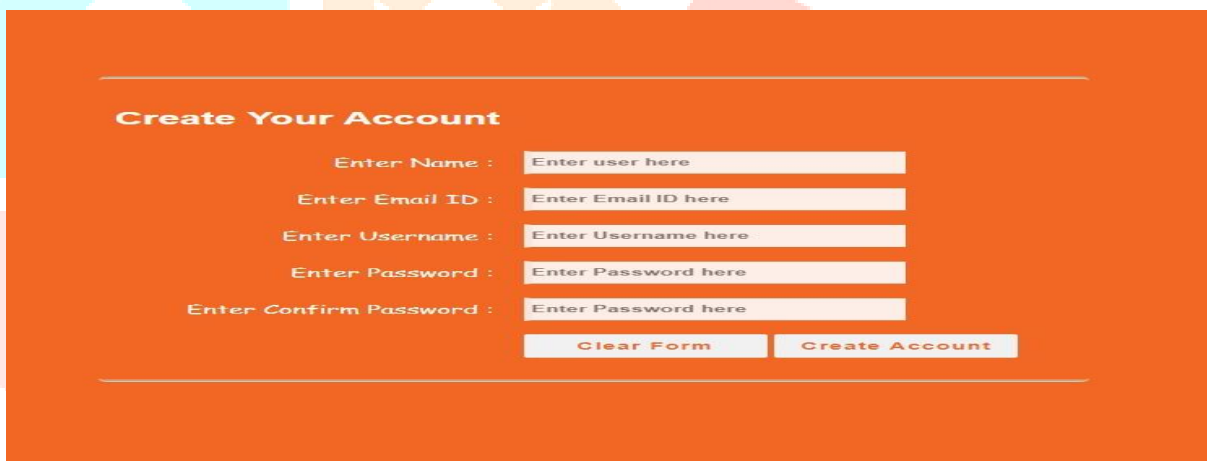 Create Your Account
Enter Name : Enter user here
Enter Email ID : Enter Email ID here
Enter Username : Enter Username here
Enter Password : Enter Password here
Enter Confirm Password : Enter Password here
Clear Form Create Account